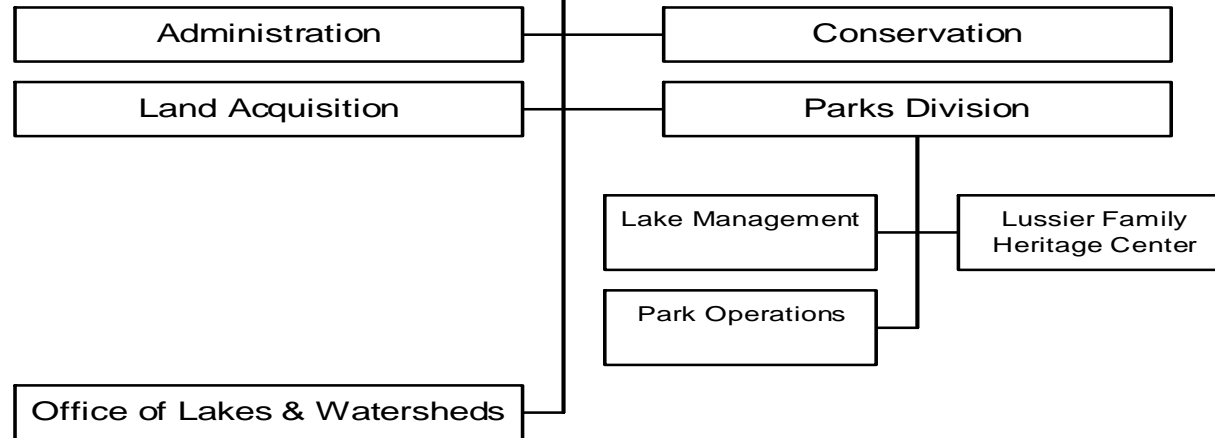 Administration
Conservation
Land Acquisition
Parks Division
Lake Management
Lussier Family
Heritage Center
Park Operations
Office of Lakes & Watersheds